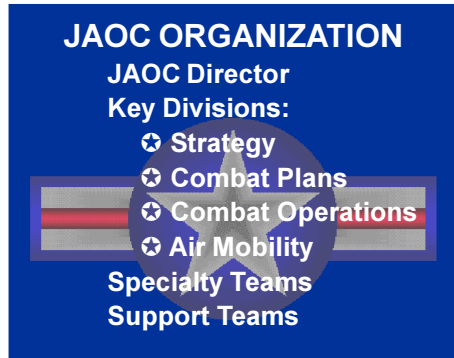 JAOC ORGANIZATION
JAOC Director
Key Divisions:
✪ Strategy
✪ Combat Plans
✪ Combat Operations
✪ Air Mobility
Specialty Teams
Support Teams